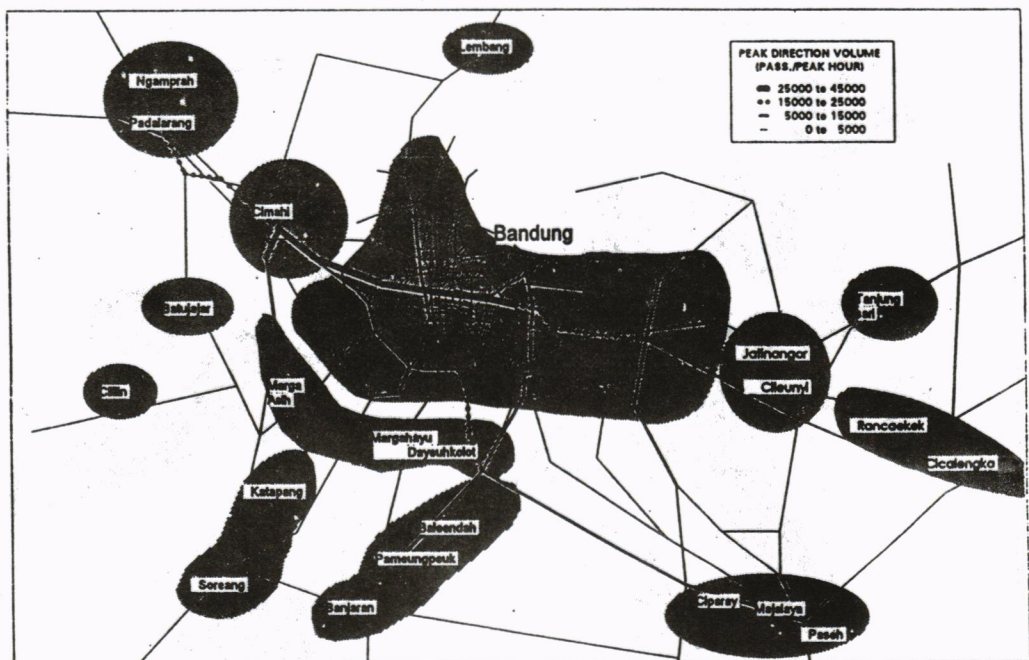 Lembang
PEAK DIRECTION VOLUME
(PASS./PEAK HOUR)
25000 to 45000
15000 to 25000
5000 to 15000
0 to 5000
Ngamprah
Padalarang
Cimahi
Bandung
Batujajar
Tanjung
sari
Jatinangor
Cileunyi
Cililin
Marga
Asih
Rancaekek
Margahayu
Dayeuhkolot
Cicalengka
Katapang
Baleendah
Pameungpeuk
Soreang
Banjaran
Ciparay
Majalaya
Paseh